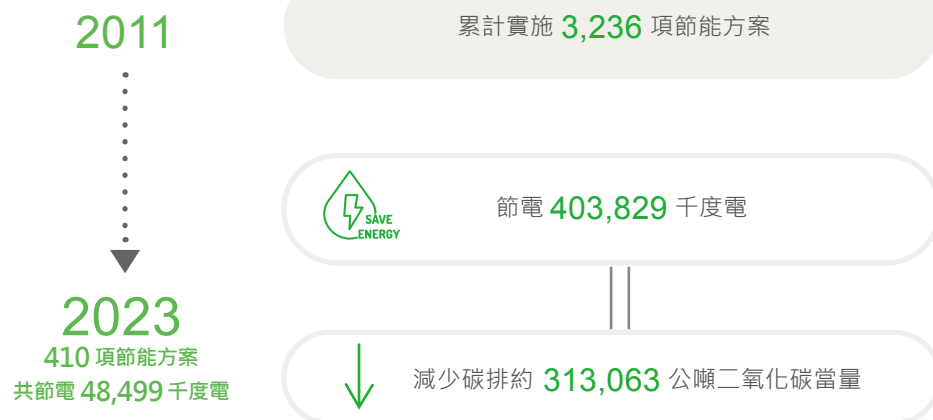 2011
累計實施 3,236 項節能方案
SAVE
ENERGY
節電 403,829 千度電
2023
410 項節能方案
共節電 48,499 千度電
減少碳排約 313,063 公噸二氧化碳當量